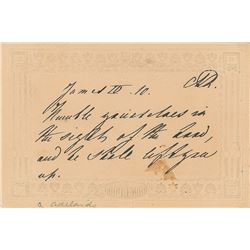 James IV. 10.
Humble yourselves in
the sight of the Lord,
and he shall lift you
up.